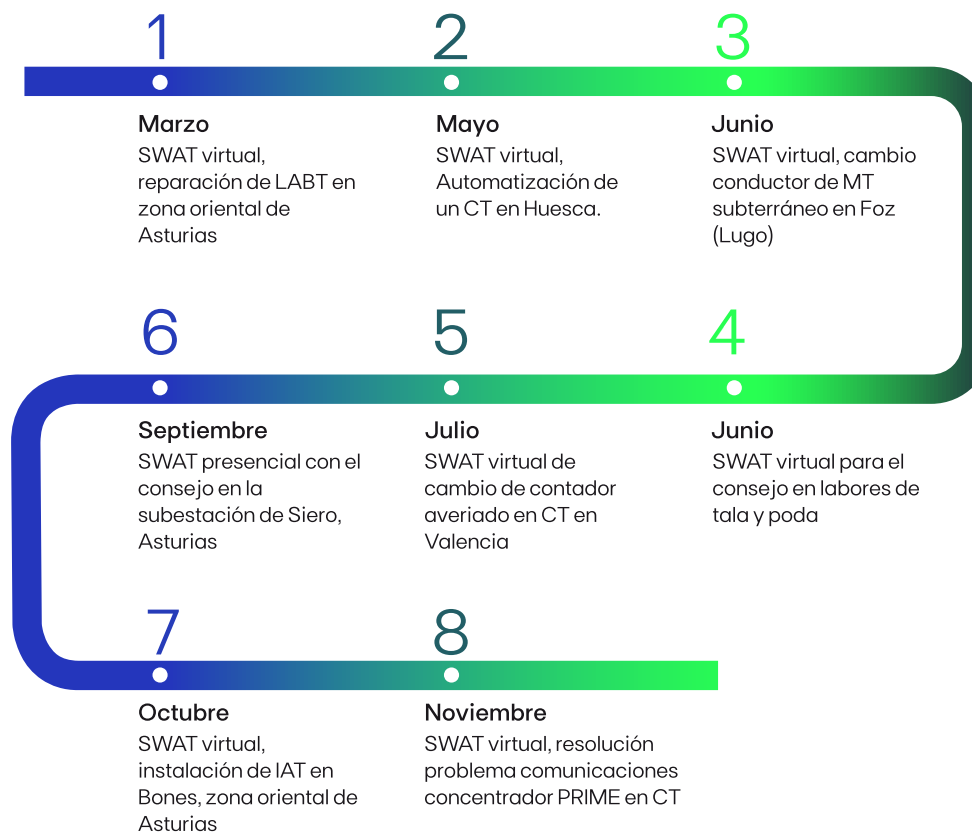 1
Marzo
SWAT virtual,
reparación de LABT en
zona oriental de
Asturias
2
Mayo
SWAT virtual,
Automatización de
un CT en Huesca.
3
Junio
SWAT virtual, cambio
conductor de MT
subterráneo en Foz
(Lugo)
4
Junio
SWAT virtual para el
consejo en labores de
tala y poda
5
Julio
SWAT virtual de
cambio de contador
averiado en CT en
Valencia
6
Septiembre
SWAT presencial con el
consejo en la
subestación de Siero,
Asturias
7
Octubre
SWAT virtual,
instalación de IAT en
Bones, zona oriental de
Asturias
8
Noviembre
SWAT virtual, resolución
problema comunicaciones
concentrador PRIME en CT